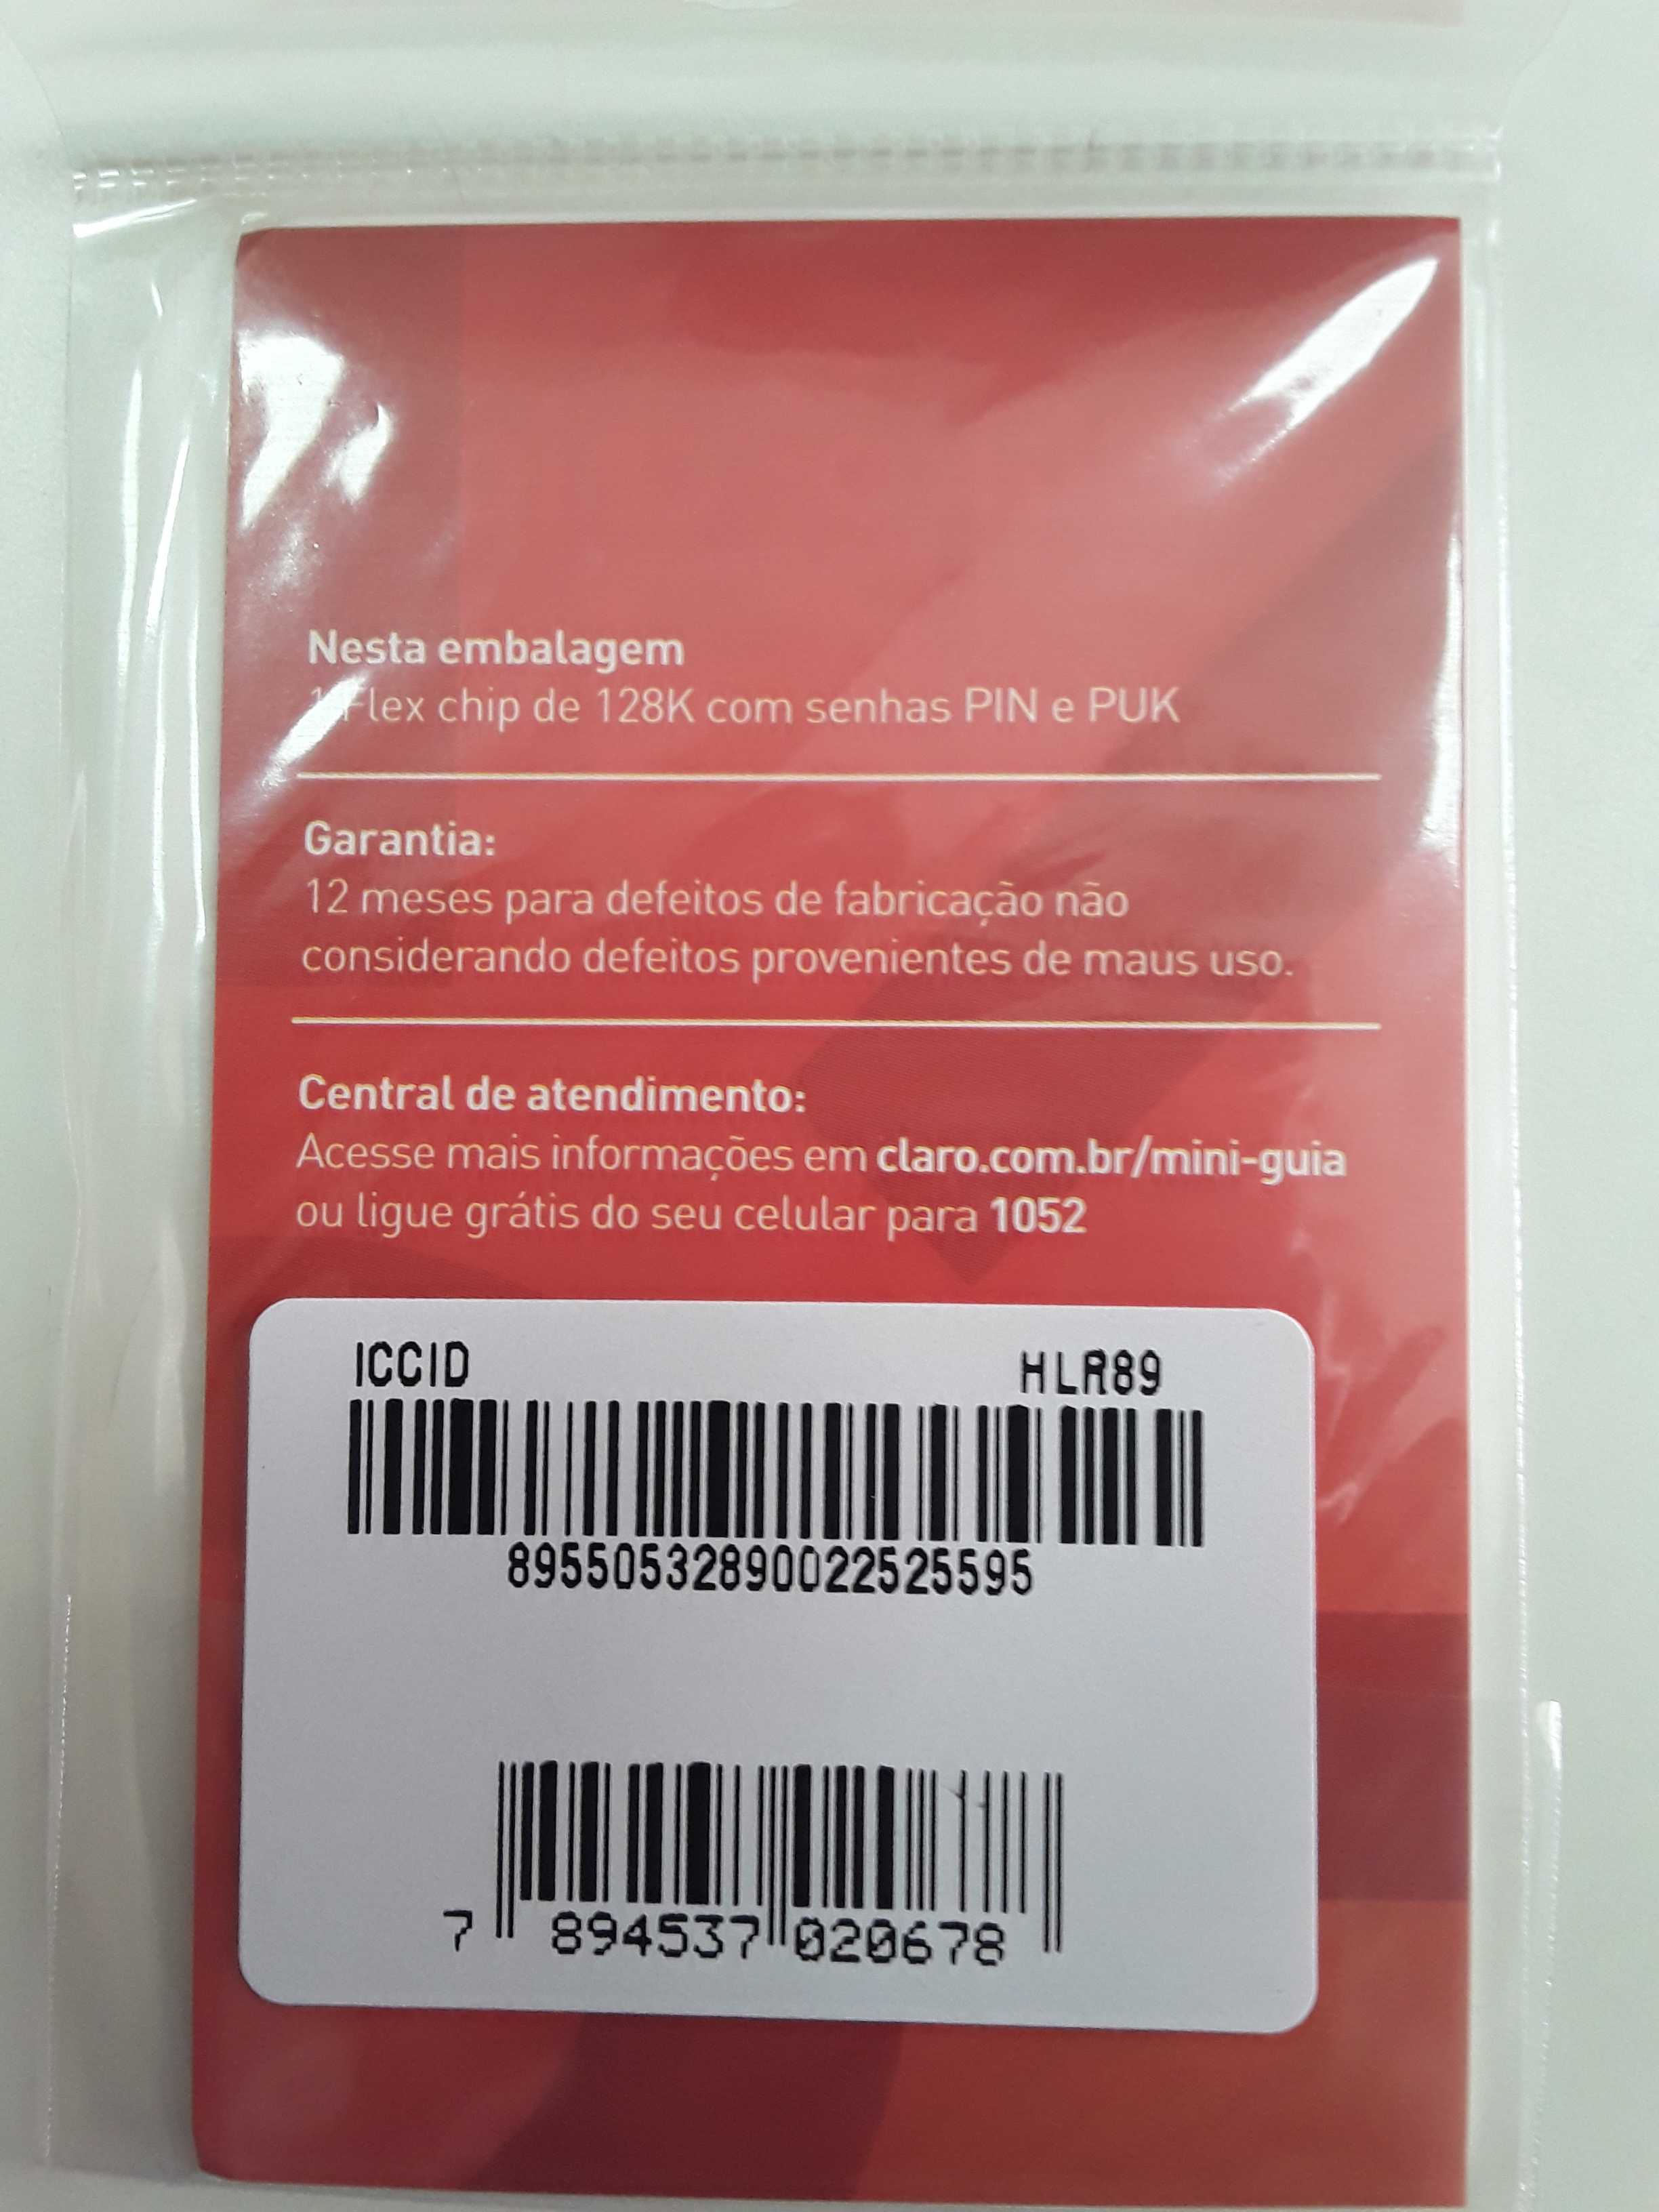 Nesta embalagem
1 Flex chip de 128K com senhas PIN e PUK
Garantia:
12 meses para defeitos de fabricação não
considerando defeitos provenientes de maus uso.
Central de atendimento:
Acesse mais informações em claro.com.br/mini-guia
ou ligue grátis do seu celular para 1052
ICCID HLR89
89550532890022525595
7 894537 020678